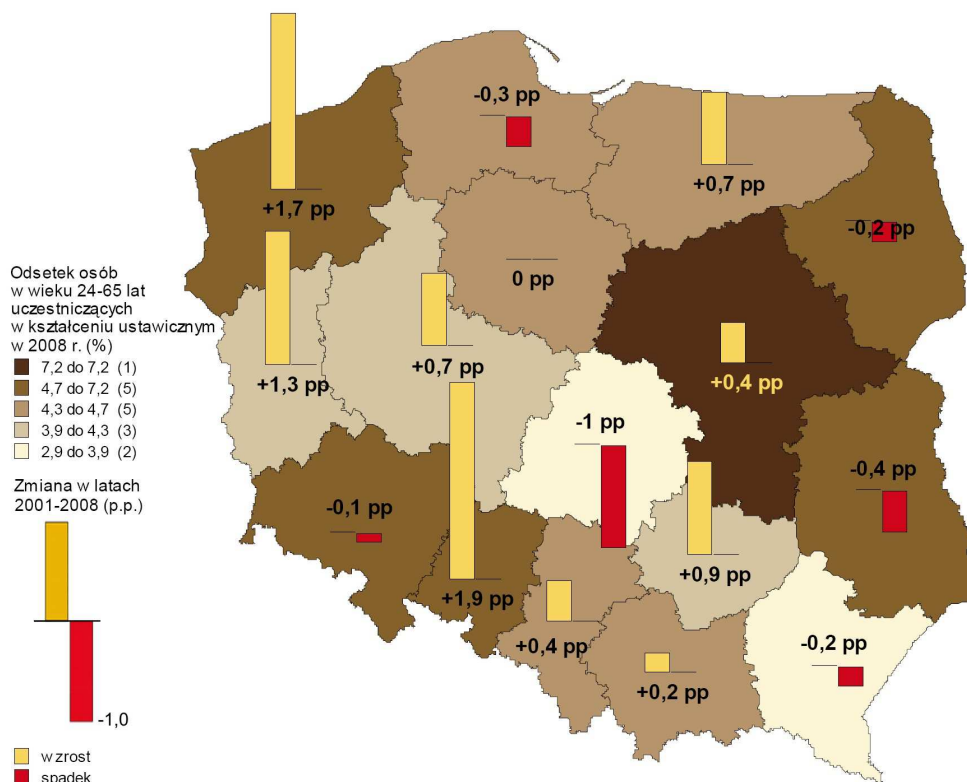 -0,3 pp
+0,7 pp
+1,7 pp
-0,2 pp
0 pp
Odsetek osób
w wieku 24-65 lat
uczestniczących
w kształceniu ustawicznym
w 2008 r. (%)
7,2 do 7,2 (1)
4,7 do 7,2 (5)
4,3 do 4,7 (5)
3,9 do 4,3 (3)
2,9 do 3,9 (2)
+0,7 pp
+1,3 pp
+0,4 pp
-1 pp
-0,4 pp
Zmiana w latach
2001-2008 (p.p.)
-0,1 pp
+0,9 pp
+1,9 pp
+0,4 pp
-0,2 pp
+0,2 pp
-1,0
wzrost
spadek